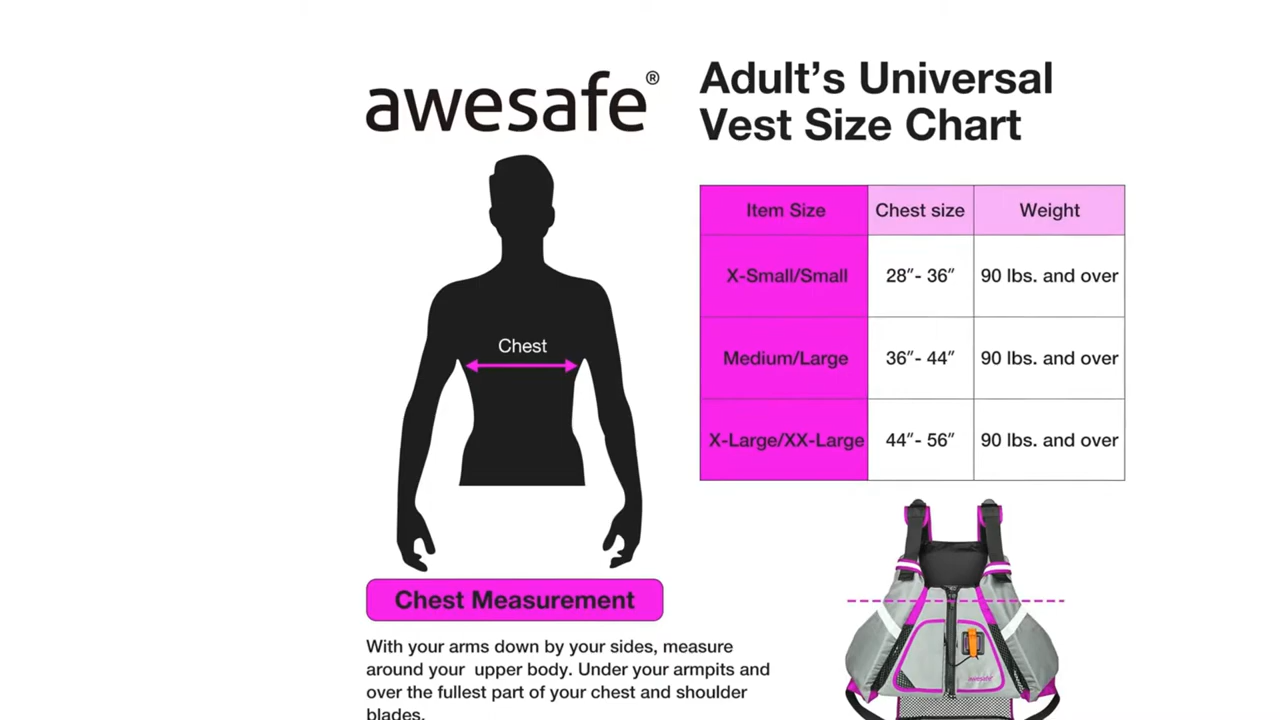 awesafe®
Adult’s Universal
Vest Size Chart
Item Size Chest size Weight
X-Small/Small 28”- 36” 90 lbs. and over
Medium/Large 36”- 44” 90 lbs. and over
X-Large/XX-Large 44”- 56” 90 lbs. and over
Chest
Chest Measurement
With your arms down by your sides, measure
around your upper body. Under your armpits and
over the fullest part of your chest and shoulder
blades.
awesafe